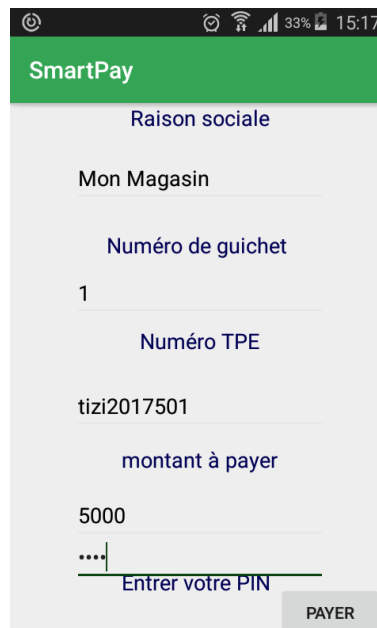 33% 15:17
SmartPay
Raison sociale
Mon Magasin
Numéro de guichet
1
Numéro TPE
tizi2017501
montant à payer
5000
••••
Entrer votre PIN
PAYER